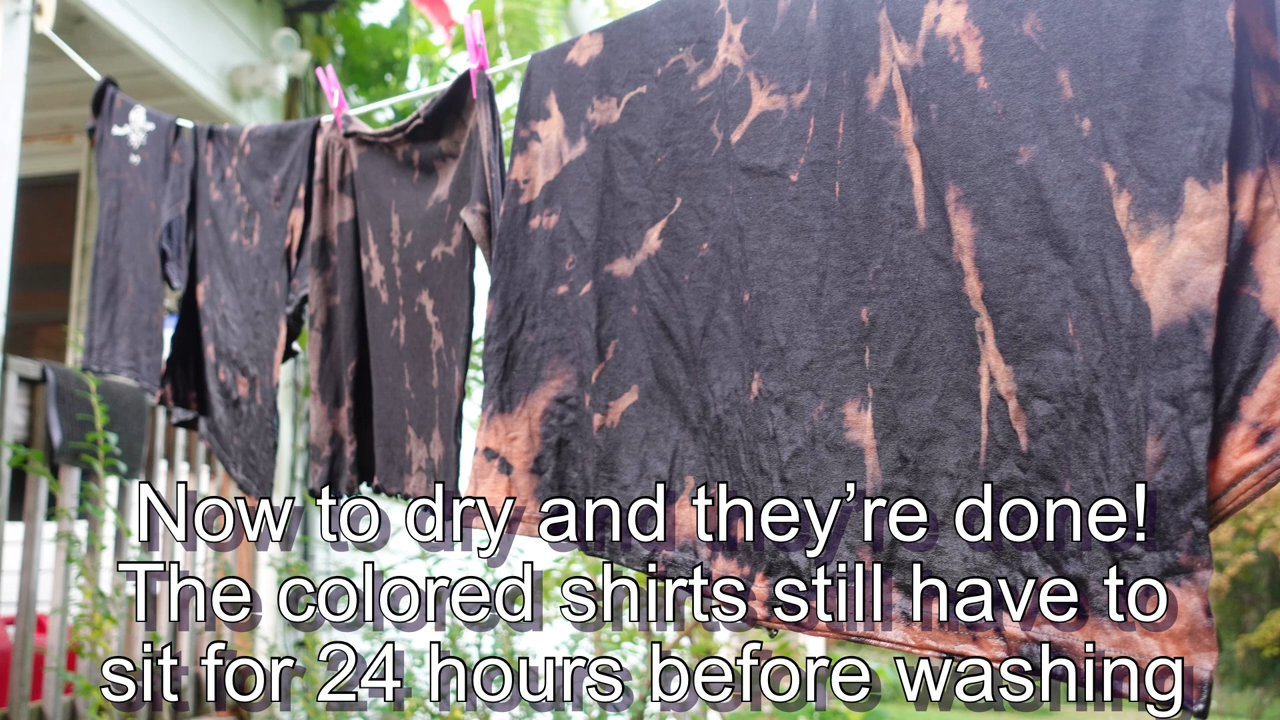 Now to dry and they’re done!
The colored shirts still have to
sit for 24 hours before washing